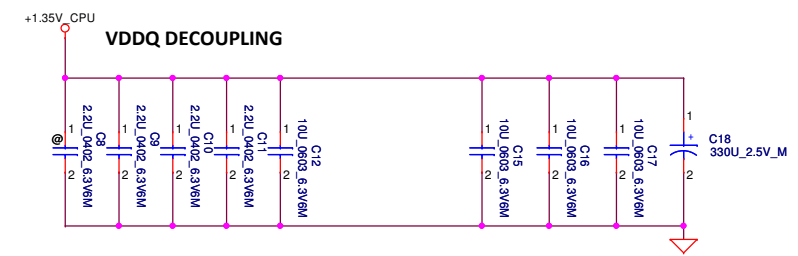 +1.35V_CPU
VDDQ DECOUPLING
@
1
2
C8
2.2U_0402_6.3V6M
1
2
C9
2.2U_0402_6.3V6M
1
2
C10
2.2U_0402_6.3V6M
1
2
C11
2.2U_0402_6.3V6M
1
2
C12
10U_0603_6.3V6M
1
2
C15
10U_0603_6.3V6M
1
2
C16
10U_0603_6.3V6M
1
2
C17
10U_0603_6.3V6M
1
+
2
C18
330U_2.5V_M